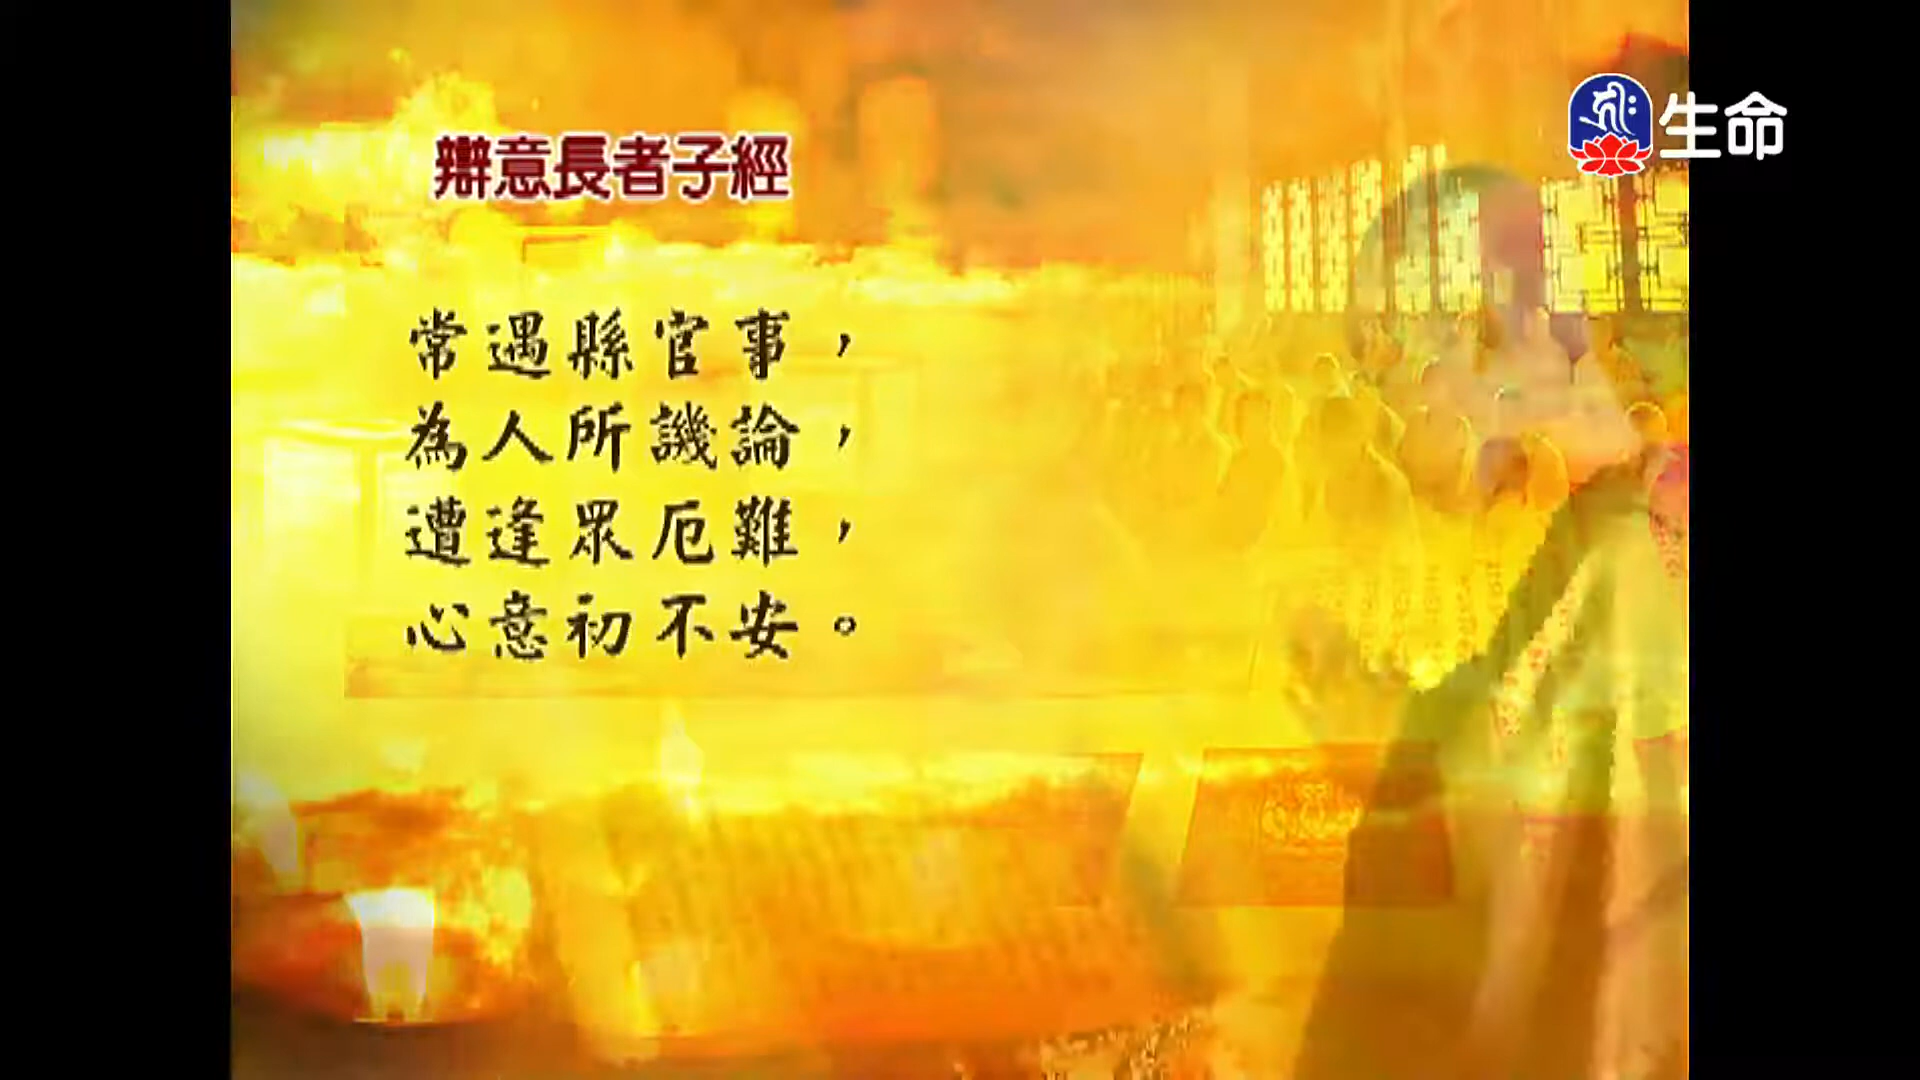 辯意長者子經
生命
常遇縣官事，
為人所譏論，
遭逢眾厄難，
心意初不安。